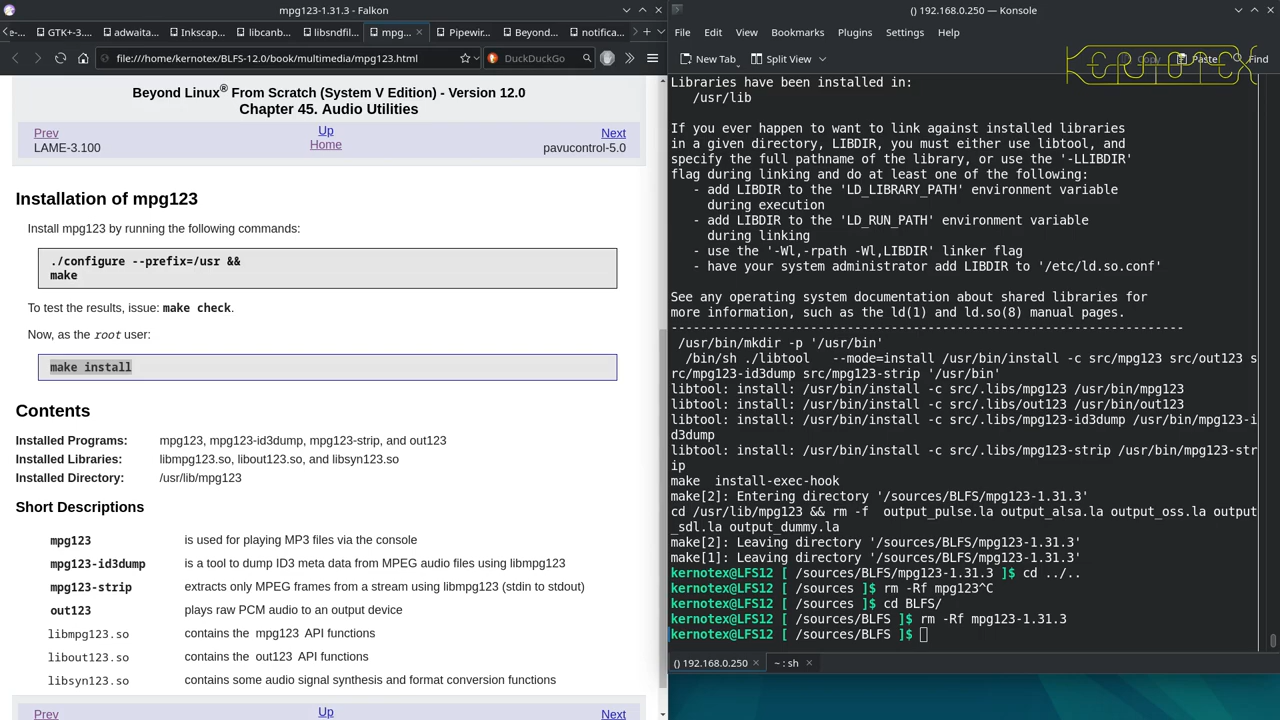 mpg123-1.31.3 - Falkon
e-...
GTK+-3....
adwaita...
Inkscap...
libcanb...
libsndfil...
mpg...
Pipewir...
Beyond...
notifica...
file:///home/kernotex/BLFS-12.0/book/multimedia/mpg123.html
DuckDuckGo
Beyond Linux® From Scratch (System V Edition) - Version 12.0
Chapter 45. Audio Utilities
Prev Up Next
LAME-3.100 Home pavucontrol-5.0
Installation of mpg123
Install mpg123 by running the following commands:
./configure --prefix=/usr &&
make
To test the results, issue: make check.
Now, as the root user:
make install
Contents
Installed Programs: mpg123, mpg123-id3dump, mpg123-strip, and out123
Installed Libraries: libmpg123.so, libout123.so, and libsyn123.so
Installed Directory: /usr/lib/mpg123
Short Descriptions
mpg123 is used for playing MP3 files via the console
mpg123-id3dump is a tool to dump ID3 meta data from MPEG audio files using libmpg123
mpg123-strip extracts only MPEG frames from a stream using libmpg123 (stdin to stdout)
out123 plays raw PCM audio to an output device
libmpg123.so contains the mpg123 API functions
libout123.so contains the out123 API functions
libsyn123.so contains some audio signal synthesis and format conversion functions
Prev Up Next
() 192.168.0.250 — Konsole
File Edit View Bookmarks Plugins Settings Help
New Tab Split View Copy Paste Find
KERNOTEX
Libraries have been installed in:
/usr/lib
If you ever happen to want to link against installed libraries
in a given directory, LIBDIR, you must either use libtool, and
specify the full pathname of the library, or use the '-LLIBDIR'
flag during linking and do at least one of the following:
- add LIBDIR to the 'LD_LIBRARY_PATH' environment variable
during execution
- add LIBDIR to the 'LD_RUN_PATH' environment variable
during linking
- use the '-Wl,-rpath -Wl,LIBDIR' linker flag
- have your system administrator add LIBDIR to '/etc/ld.so.conf'
See any operating system documentation about shared libraries for
more information, such as the ld(1) and ld.so(8) manual pages.
----------------------------------------------------------------------
/usr/bin/mkdir -p '/usr/bin'
/bin/sh ./libtool --mode=install /usr/bin/install -c src/mpg123 src/out123 s
rc/mpg123-id3dump src/mpg123-strip '/usr/bin'
libtool: install: /usr/bin/install -c src/.libs/mpg123 /usr/bin/mpg123
libtool: install: /usr/bin/install -c src/.libs/out123 /usr/bin/out123
libtool: install: /usr/bin/install -c src/.libs/mpg123-id3dump /usr/bin/mpg123-i
d3dump
libtool: install: /usr/bin/install -c src/.libs/mpg123-strip /usr/bin/mpg123-str
ip
make install-exec-hook
make[2]: Entering directory '/sources/BLFS/mpg123-1.31.3'
cd /usr/lib/mpg123 && rm -f output_pulse.la output_alsa.la output_oss.la output
_sdl.la output_dummy.la
make[2]: Leaving directory '/sources/BLFS/mpg123-1.31.3'
make[1]: Leaving directory '/sources/BLFS/mpg123-1.31.3'
kernotex@LFS12 [ /sources/BLFS/mpg123-1.31.3 ]$ cd ../..
kernotex@LFS12 [ /sources ]$ rm -Rf mpg123^C
kernotex@LFS12 [ /sources ]$ cd BLFS/
kernotex@LFS12 [ /sources/BLFS ]$ rm -Rf mpg123-1.31.3
kernotex@LFS12 [ /sources/BLFS ]$
() 192.168.0.250
~ : sh